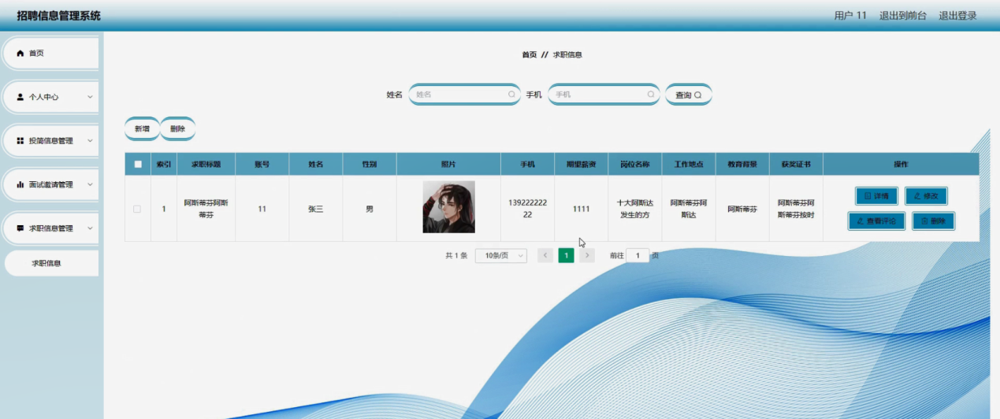 招聘信息管理系统
用户 11 退出到前台 退出登录
首页
个人中心
投简信息管理
面试邀请管理
求职信息管理
求职信息
首页 // 求职信息
姓名 姓名 手机 手机 查询
新增 删除
索引 求职标题 账号 姓名 性别 照片 手机 期望薪资 岗位名称 工作地点 教育背景 获奖证书 操作
1
阿斯蒂芬阿斯
蒂芬
11
张三
男
139222222
22
1111
十大阿斯达
发生的方
阿斯蒂芬阿
斯达
阿斯蒂芬
阿斯蒂芬阿
斯蒂芬按时
详情 修改
查看评论 删除
共 1 条 10条/页 1 前往 1 页